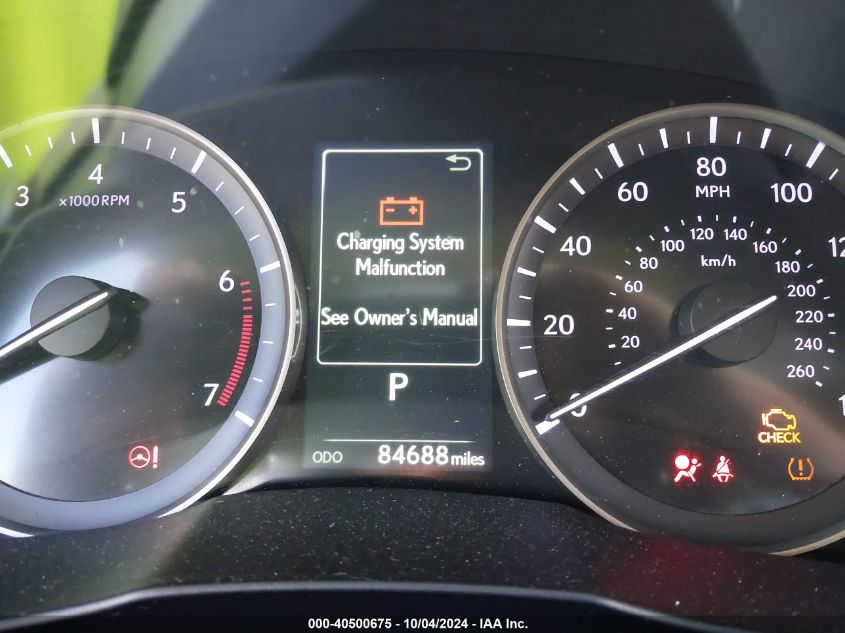 3 4 5
×1000RPM
6
7
Charging System
Malfunction
See Owner's Manual
P
ODO 84688 miles
0 20 40 60 80 100
MPH
20 40 60 80 100 120 140 160 180 200 220 240 260
km/h
CHECK
000-40500675 - 10/04/2024 - IAA Inc.